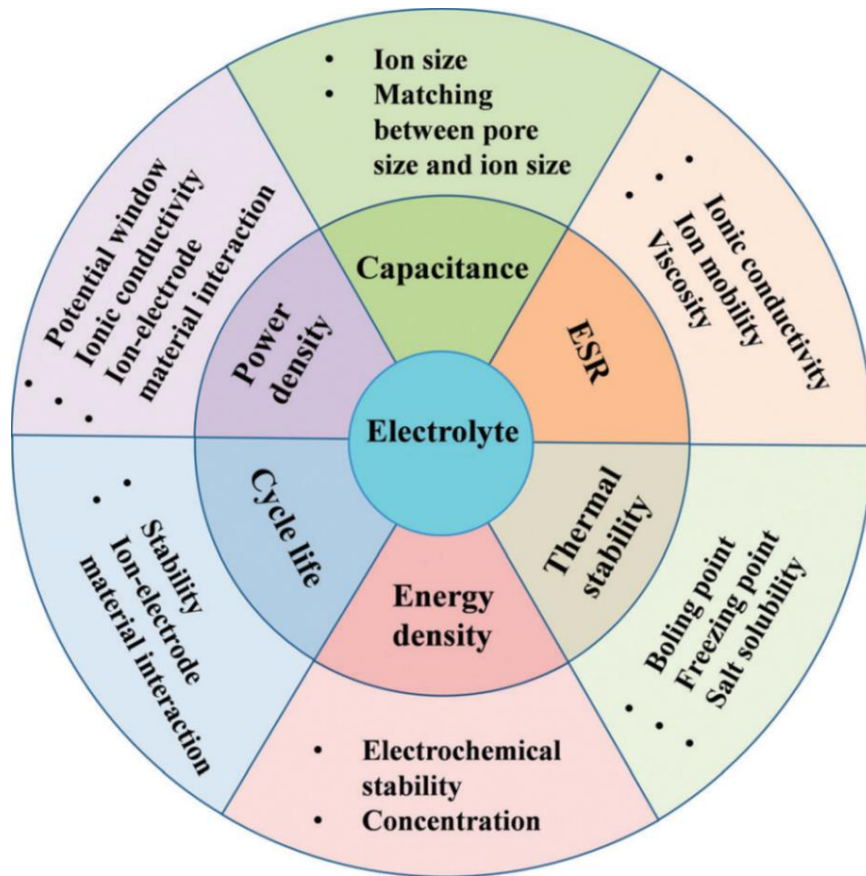 • Ion size
• Matching
between pore
size and ion size
Capacitance
• Ionic conductivity
• Ion mobility
• Viscosity
ESR
• Boling point
• Freezing point
• Salt solubility
Thermal
stability
• Electrochemical
stability
• Concentration
Energy
density
• Stability
• Ion-electrode
material interaction
Cycle life
• Potential window
• Ionic conductivity
• Ion-electrode
material interaction
Power
density
Electrolyte